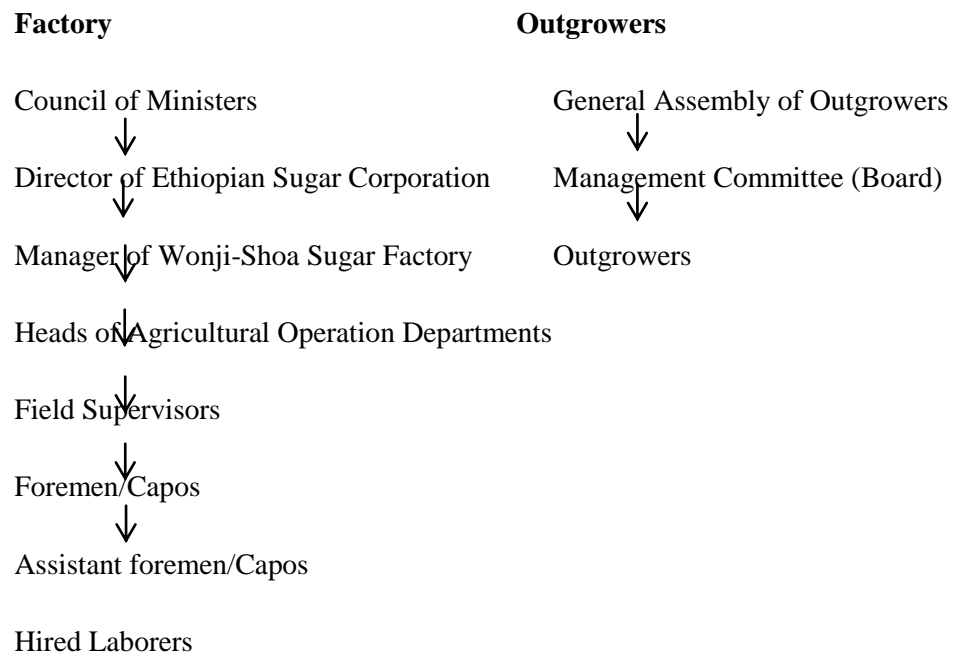 Factory Outgrowers
Council of Ministers General Assembly of Outgrowers
Director of Ethiopian Sugar Corporation Management Committee (Board)
Manager of Wonji-Shoa Sugar Factory Outgrowers
Heads of Agricultural Operation Departments
Field Supervisors
Foremen/Capos
Assistant foremen/Capos
Hired Laborers